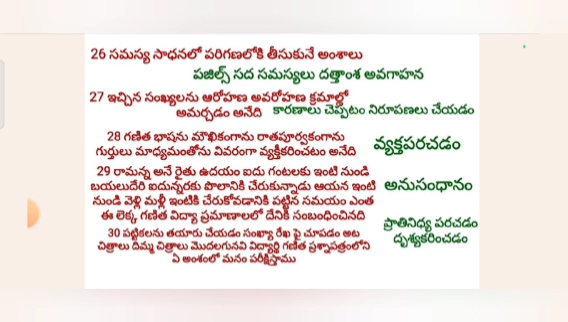 26 సమస్య సాధనలో పరిగణలోకి తీసుకునే అంశాలు
పజిల్స్ సద సమస్యలు దత్తాంశ అవగాహన
27 ఇచ్చిన సంఖ్యలను ఆరోహణ అవరోహణ క్రమాల్లో
అమర్చడం అనేది కారణాలు చెప్పటం నిరూపణలు చేయడం
28 గణిత భాషను మౌఖికంగాను రాతపూర్వకంగాను
గుర్తులు మాధ్యమంతోను వివరంగా వ్యక్తీకరించటం అనేది
వ్యక్తపరచడం
29 రామన్న అనే రైతు ఉదయం ఐదు గంటలకు ఇంటి నుండి
బయలుదేరి ఐదున్నరకు పొలానికి చేరుకున్నాడు ఆయన ఇంటి
నుండి వెళ్లి మళ్లీ ఇంటికి చేరుకోవడానికి పట్టిన సమయం ఎంత
ఈ లెక్క గణిత విద్యా ప్రమాణాలలో దేనికి సంబంధించినది
అనుసంధానం
30 పట్టికలను తయారు చేయడం సంఖ్యా రేఖ పై చూపడం అట
చిత్రాలు దిమ్మ చిత్రాలు మొదలగునవి విద్యార్థి గణిత ప్రశ్నాపత్రంలోని
ఏ అంశంలో మనం పరీక్షిస్తాము
ప్రాతినిధ్య పరచడం
దృశ్యకరించడం